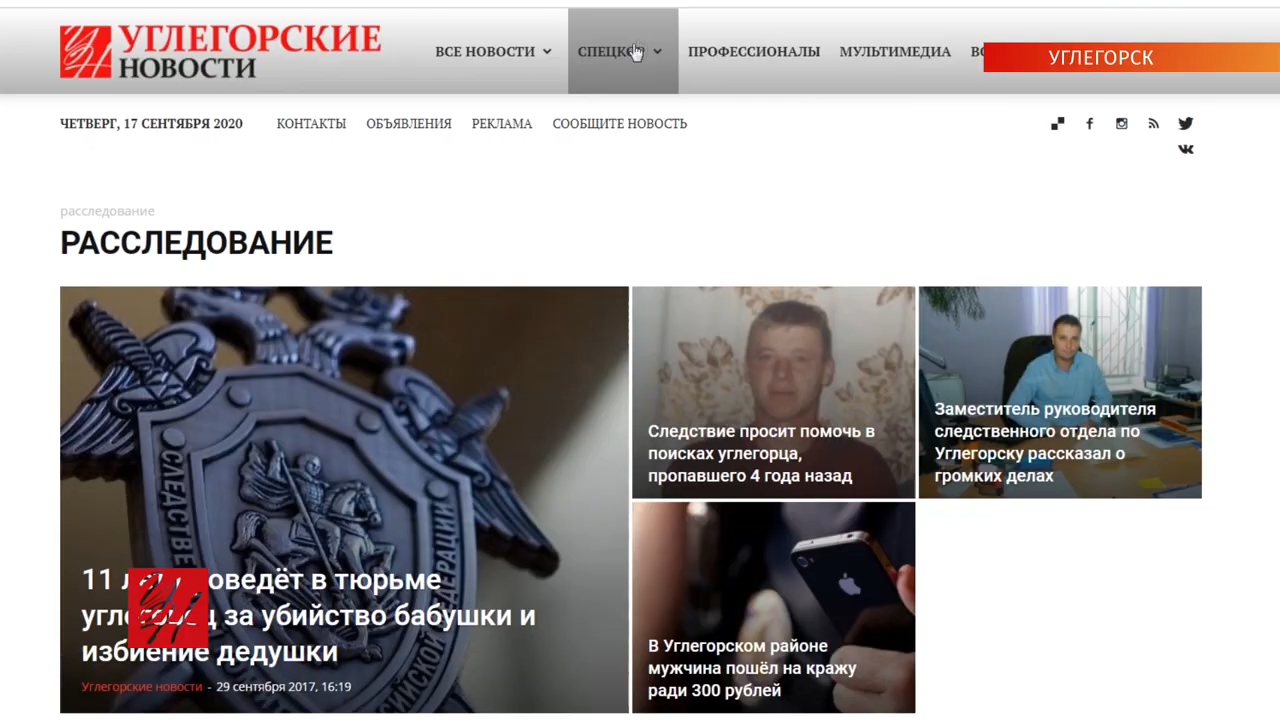 УГЛЕГОРСКИЕ
НОВОСТИ
ВСЕ НОВОСТИ
ПРОФЕССИОНАЛЫ
МУЛЬТИМЕДИА
УГЛЕГОРСК
ЧЕТВЕРГ, 17 СЕНТЯБРЯ 2020
КОНТАКТЫ
ОБЪЯВЛЕНИЯ
РЕКЛАМА
СООБЩИТЕ НОВОСТЬ
расследование
РАССЛЕДОВАНИЕ
11 в тюрьме
за убийство бабушки и
избиение дедушки
Углегорские новости - 29 сентября 2017, 16:19
Следствие просит помочь в
поисках углегорца,
пропавшего 4 года назад
Заместитель руководителя
следственного отдела по
Углегорску рассказал о
громких делах
В Углегорском районе
мужчина пошёл на кражу
ради 300 рублей